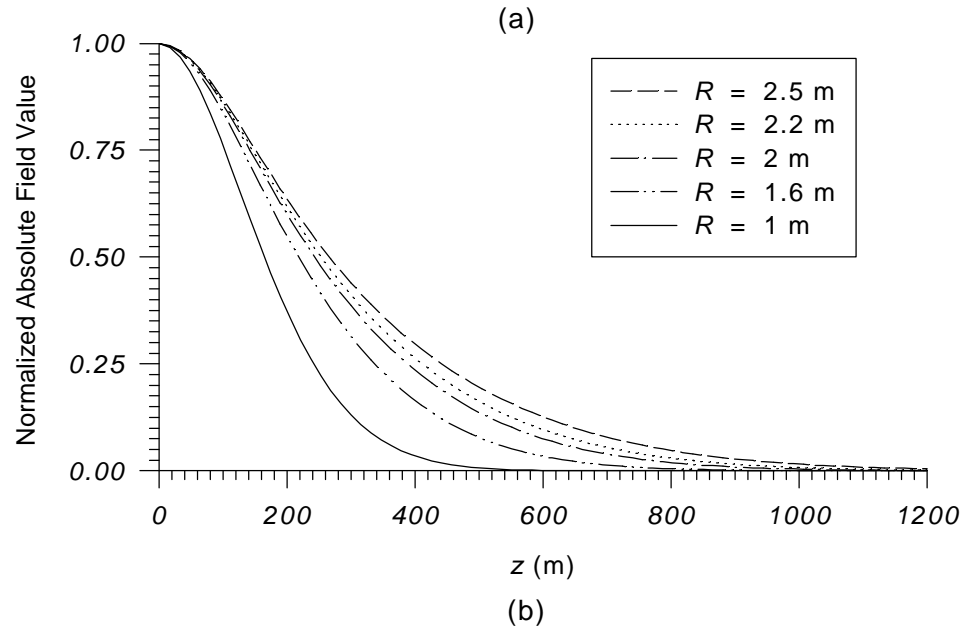 (a)
Normalized Absolute Field Value
1.00
0.75
0.50
0.25
0.00
R = 2.5 m
R = 2.2 m
R = 2 m
R = 1.6 m
R = 1 m
0 200 400 600 800 1000 1200
z (m)
(b)